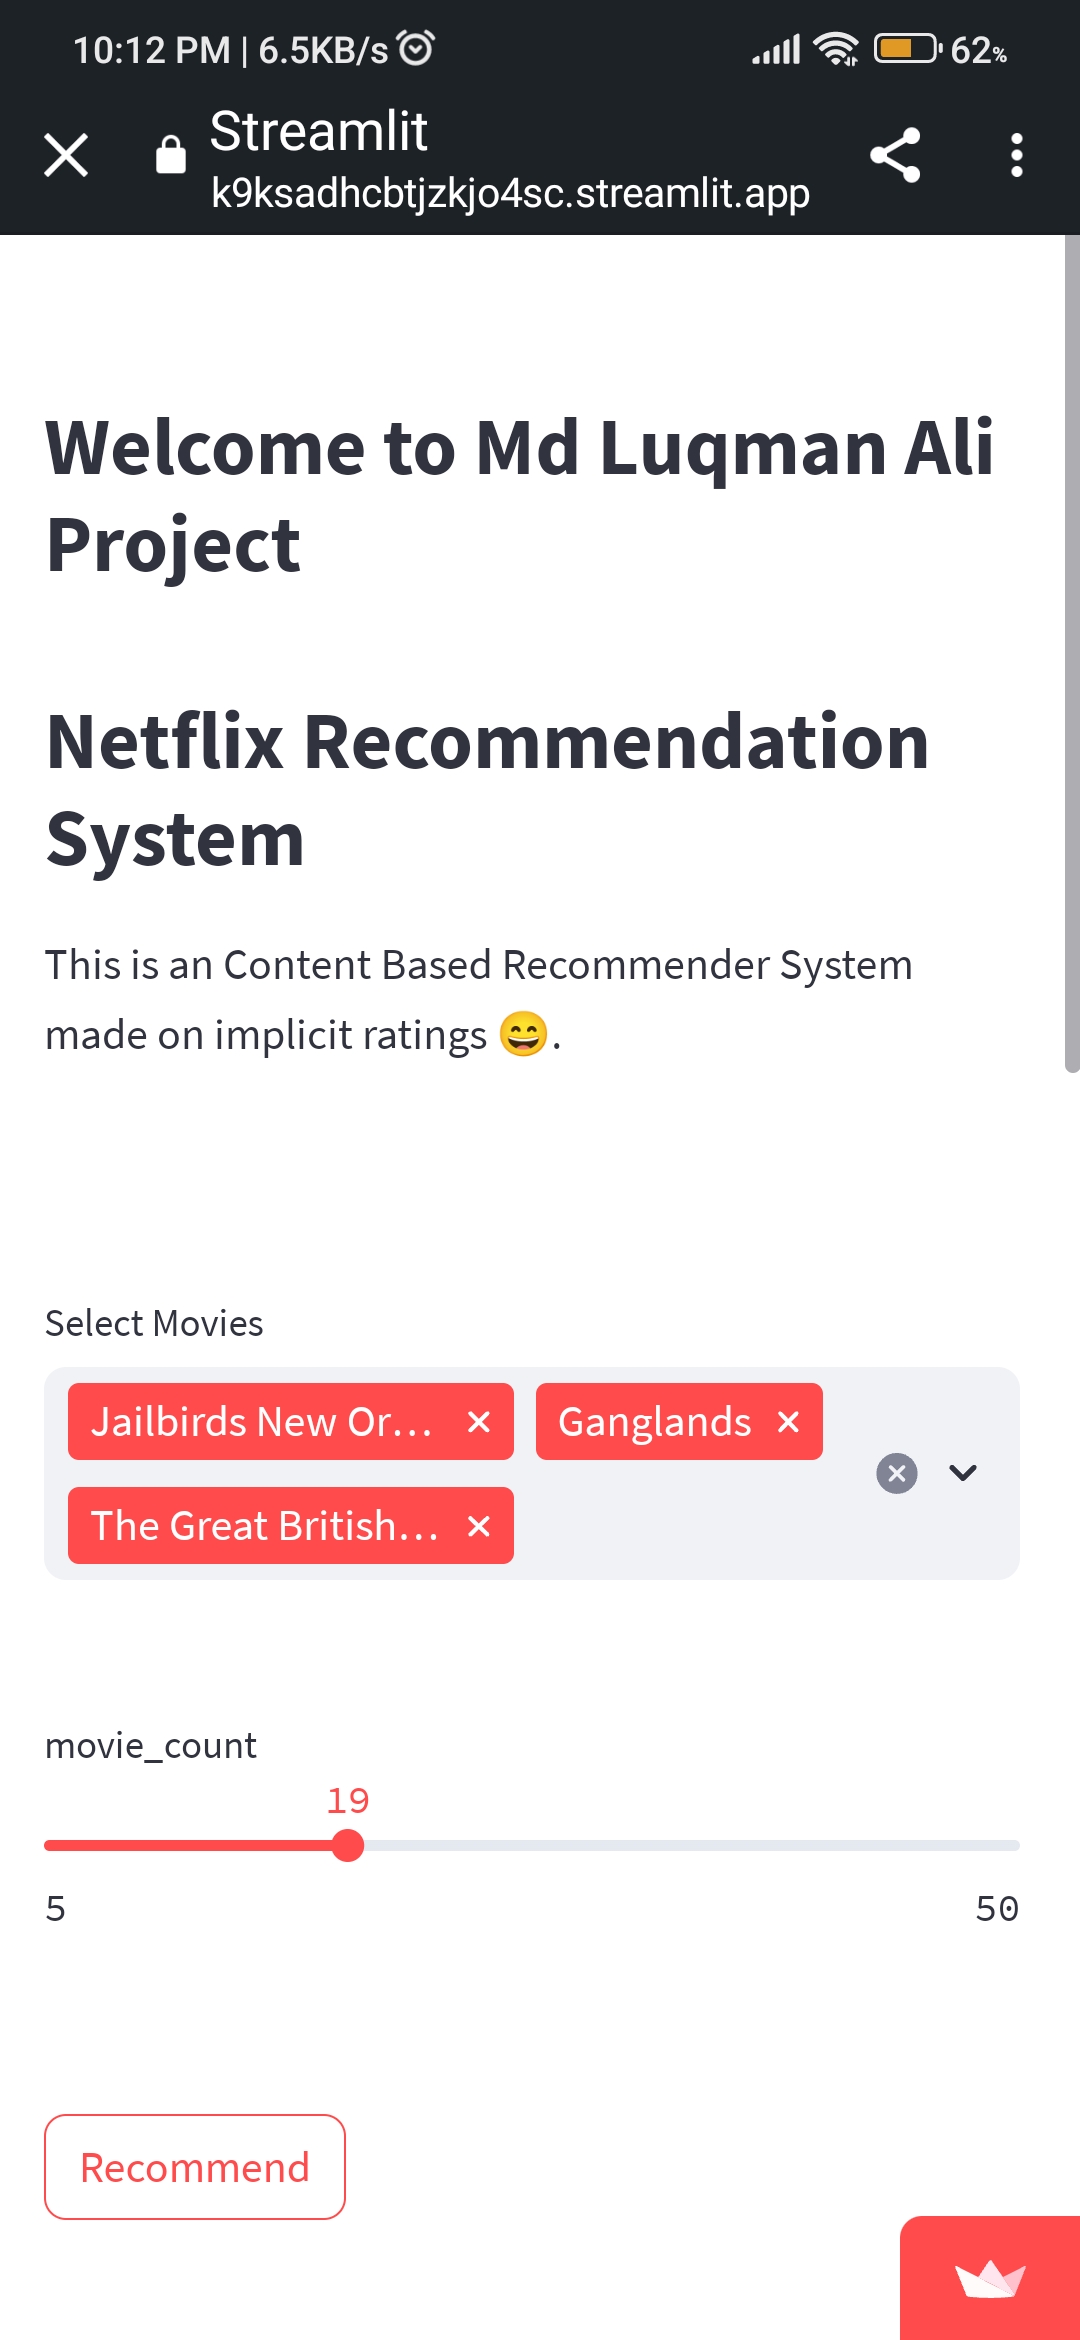 10:12 PM | 6.5KB/s 62%
Streamlit
k9ksadhcbtjzkjo4sc.streamlit.app
Welcome to Md Luqman Ali
Project
Netflix Recommendation
System
This is an Content Based Recommender System
made on implicit ratings 😄.
Select Movies
Jailbirds New Or... Ganglands
The Great British...
movie_count
19
5 50
Recommend